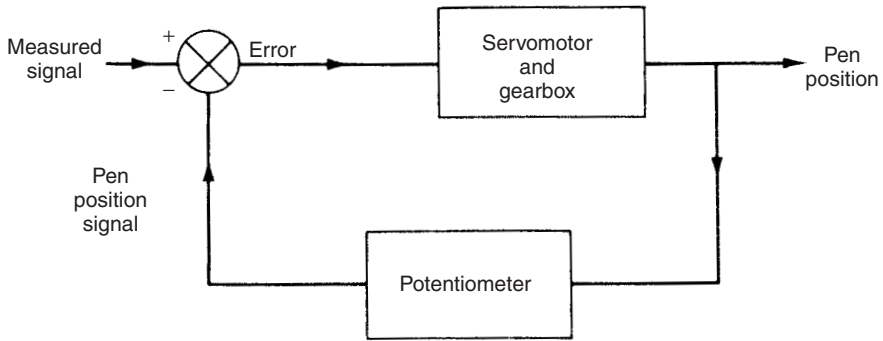 Measured
signal
+
−
Error
Servomotor
and
gearbox
Pen
position
Pen
position
signal
Potentiometer